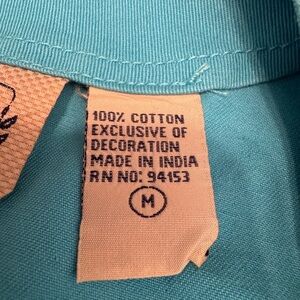 100% COTTON
EXCLUSIVE OF
DECORATION
MADE IN INDIA
RN NO: 94153
M